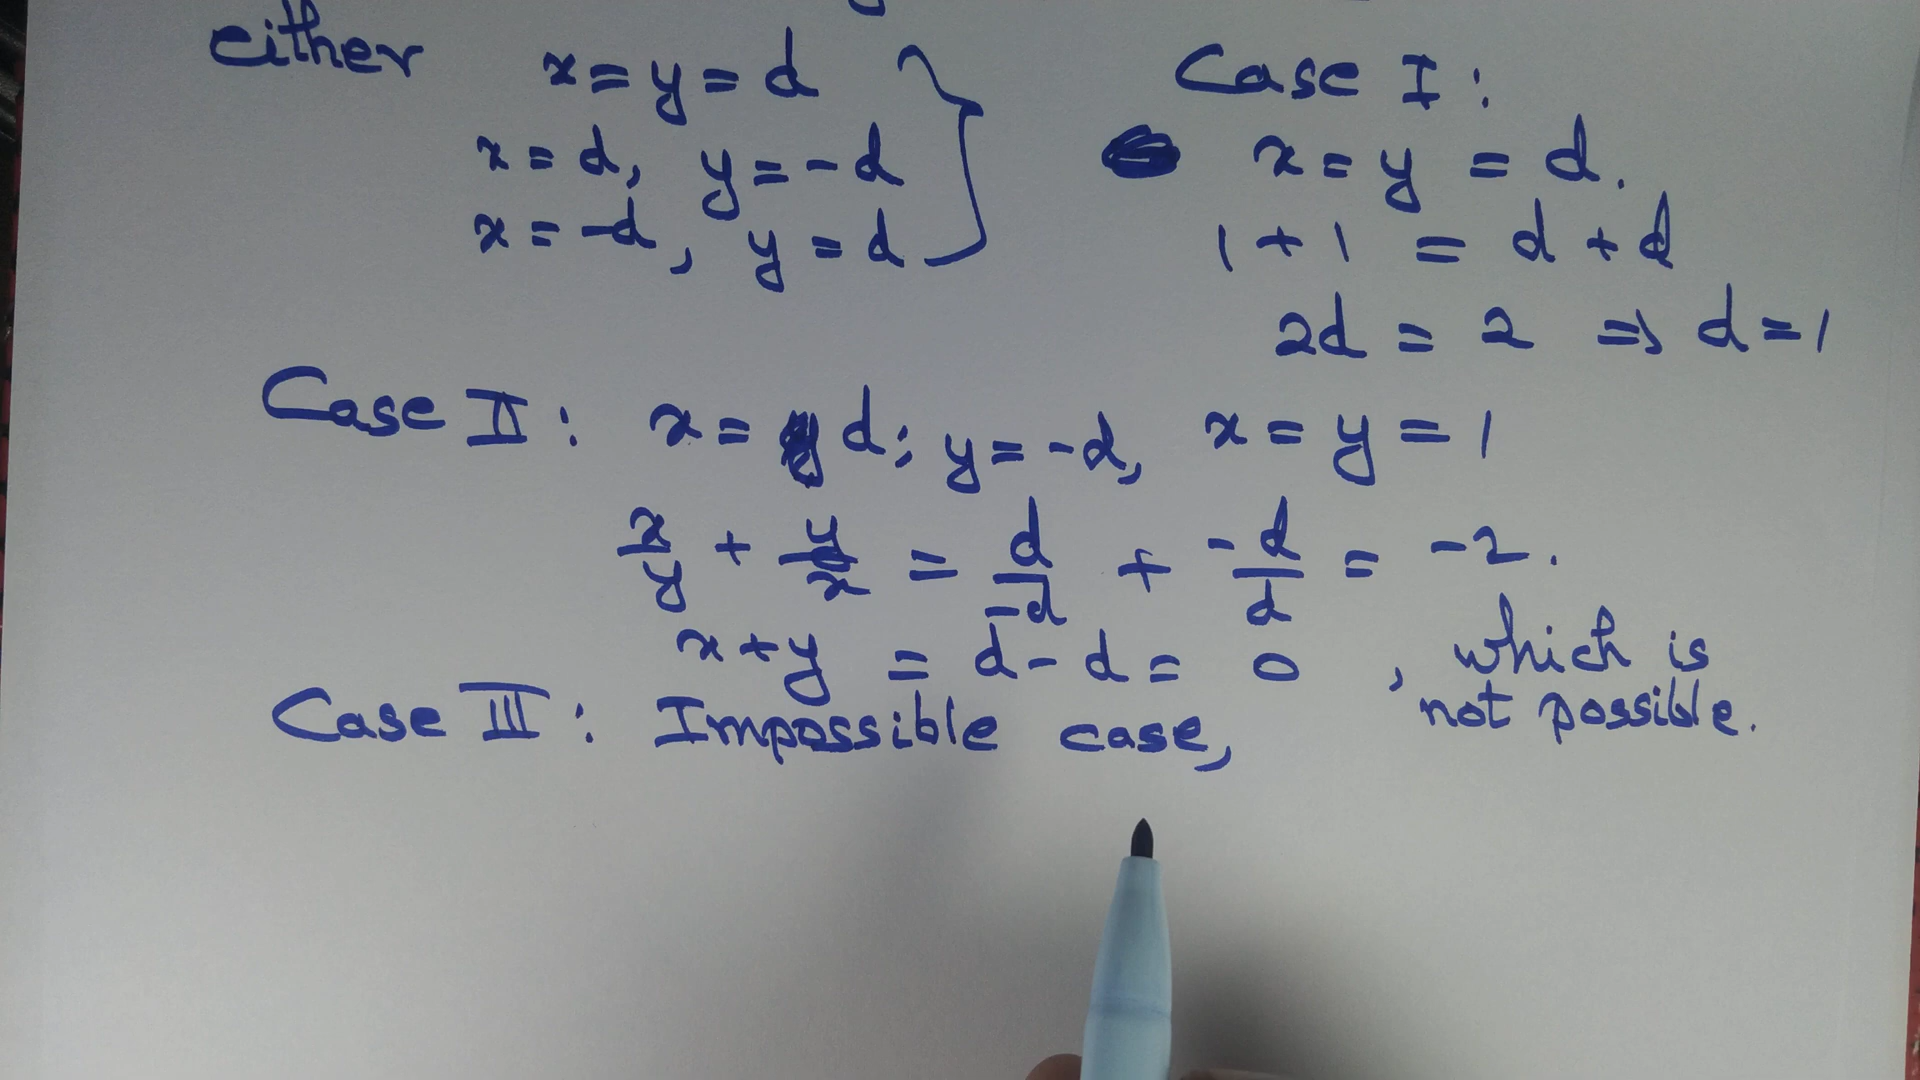 either x = y = d
x = d, y = -d
x = -d, y = d
Case I :
x = y = d.
1 + 1 = d + d
2d = 2 ⇒ d = 1
x = y = 1
Case II : x = d; y = -d,
x/y + y/x = d/-d + -d/d = -2.
x + y = d - d = 0 , which is
not possible.
Case III : Impossible case,